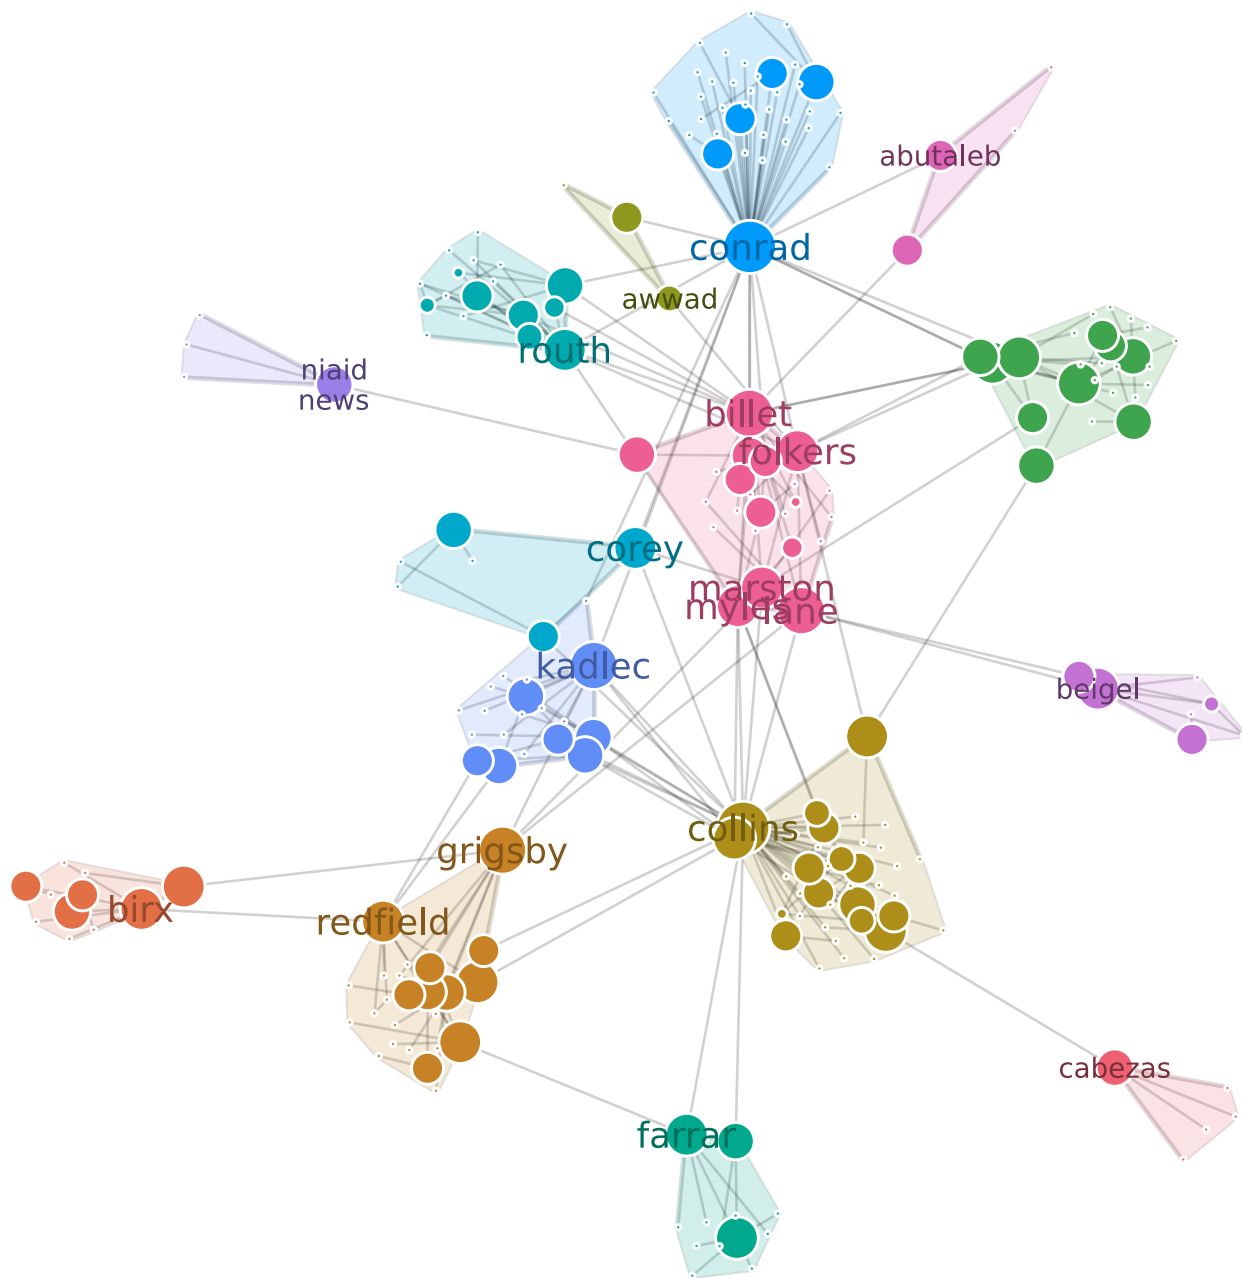 abutaleb
conrad
awwad
routh
niaid
news
billet
folkers
corey
marston
myles
lane
kadlec
beigel
collins
grigsby
birx
redfield
cabezas
farrar